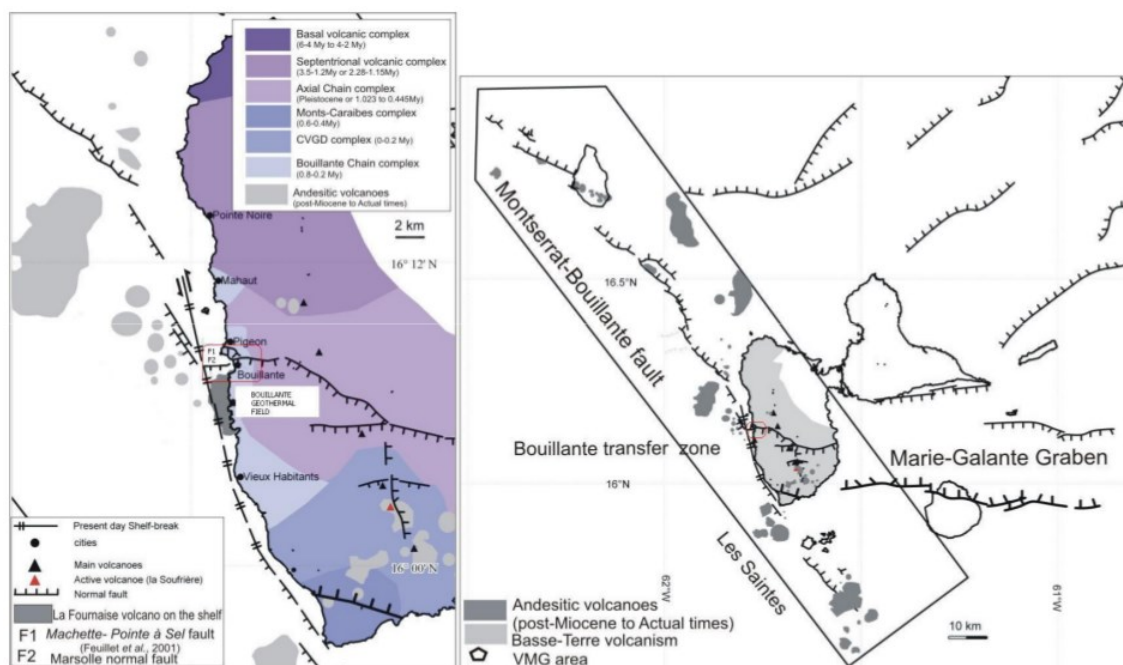 Basal volcanic complex
(6-4 My to 4-2 My)
Septentrional volcanic complex
(3.5-1.2My or 2.28-1.15My)
Axial Chain complex
(Pleistocene or 1.023 to 0.445My)
Monts-Caraibes complex
(0.6-0.4My)
CVGD complex (0-0.2 My)
Bouillante Chain complex
(0.8-0.2 My)
Andesitic volcanoes
(post-Miocene to Actual times)
2 km
Pointe Noire
16° 12' N
Mahaut
Pigeon
F1
F2
Bouillante
BOUILLANTE
GEOTHERMAL
FIELD
Vieux Habitants
16° 00' N
Present day Shelf-break
cities
Main volcanoes
Active volcanoe (la Soufrière)
Normal fault
La Fournaise volcano on the shelf
F1 Machette- Pointe à Sel fault
(Feuillet et al., 2001)
F2 Marsolle normal fault
Montserrat-Bouillante fault
16.5°N
Bouillante transfer zone
Marie-Galante Graben
16°N
Les Saintes
62°W
61°W
Andesitic volcanoes
(post-Miocene to Actual times)
Basse-Terre volcanism
VMG area
10 km